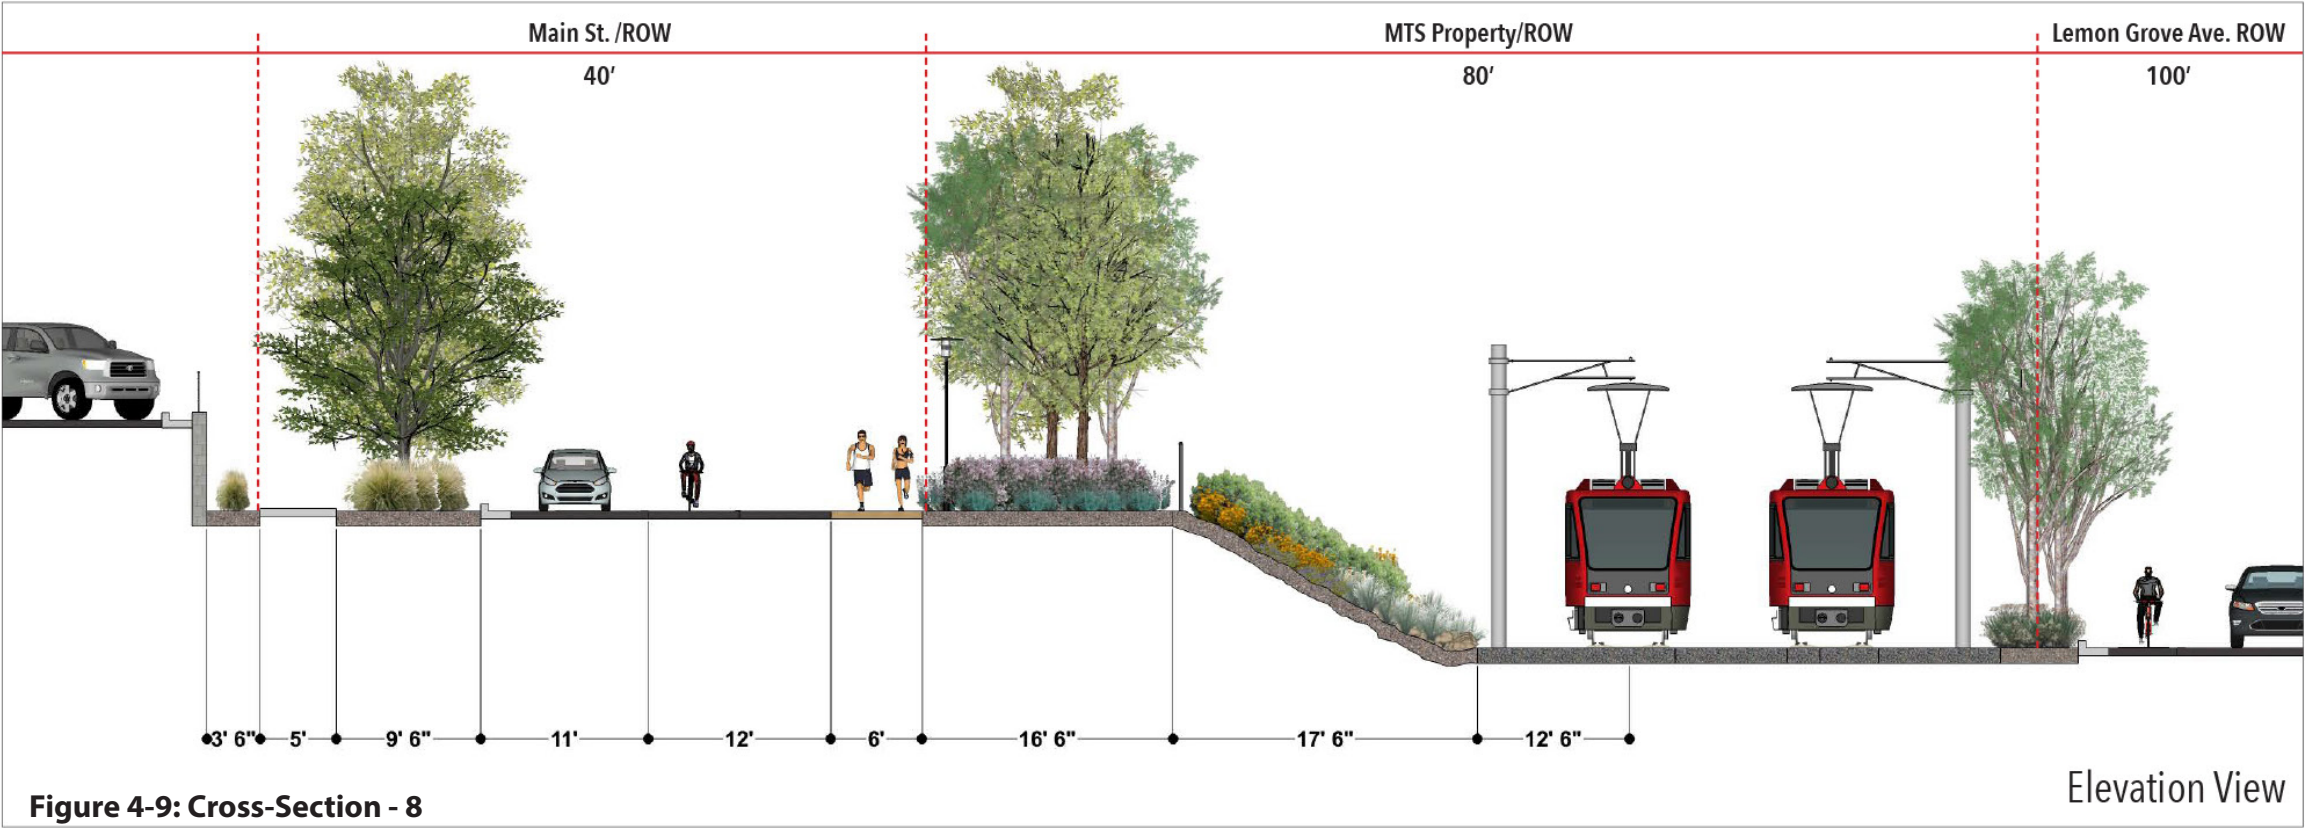 Main St. /ROW
MTS Property/ROW
Lemon Grove Ave. ROW
40’
80’
100’
3' 6" 5' 9' 6" 11' 12' 6' 16' 6" 17' 6" 12' 6"
Elevation View
Figure 4-9: Cross-Section - 8